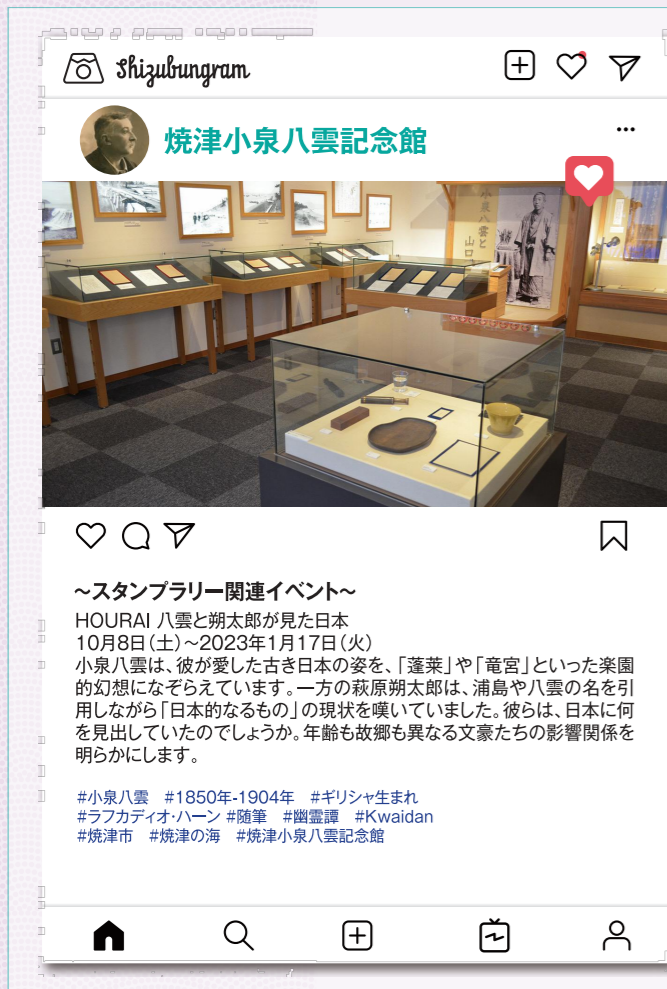 Shizubungram
焼津小泉八雲記念館
小泉八雲と
山口
～スタンプラリー関連イベント～
HOURAI 八雲と朔太郎が見た日本
10月8日（土）～2023年1月17日（火）
小泉八雲は、彼が愛した古き日本の姿を、「蓬莱」や「竜宮」といった楽園
的幻想になぞらえています。一方の萩原朔太郎は、浦島や八雲の名を引
用しながら「日本的なるもの」の現状を嘆いていました。彼らは、日本に何
を見出していたのでしょうか。年齢も故郷も異なる文豪たちの影響関係を
明らかにします。
#小泉八雲　#1850年-1904年　#ギリシャ生まれ
#ラフカディオ・ハーン #随筆　#幽霊譚　#Kwaidan
#焼津市　#焼津の海　#焼津小泉八雲記念館